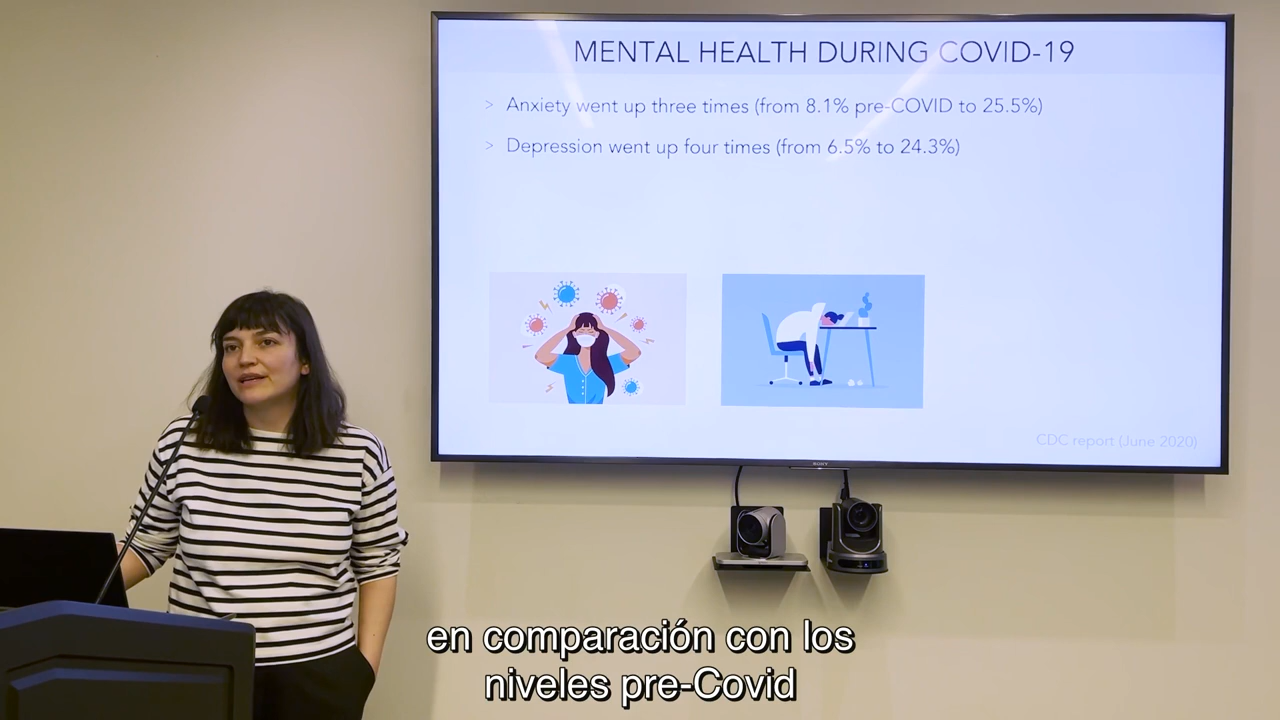 MENTAL HEALTH DURING COVID-19
> Anxiety went up three times (from 8.1% pre-COVID to 25.5%)
> Depression went up four times (from 6.5% to 24.3%)
CDC report (June 2020)
SONY
en comparación con los
niveles pre-Covid